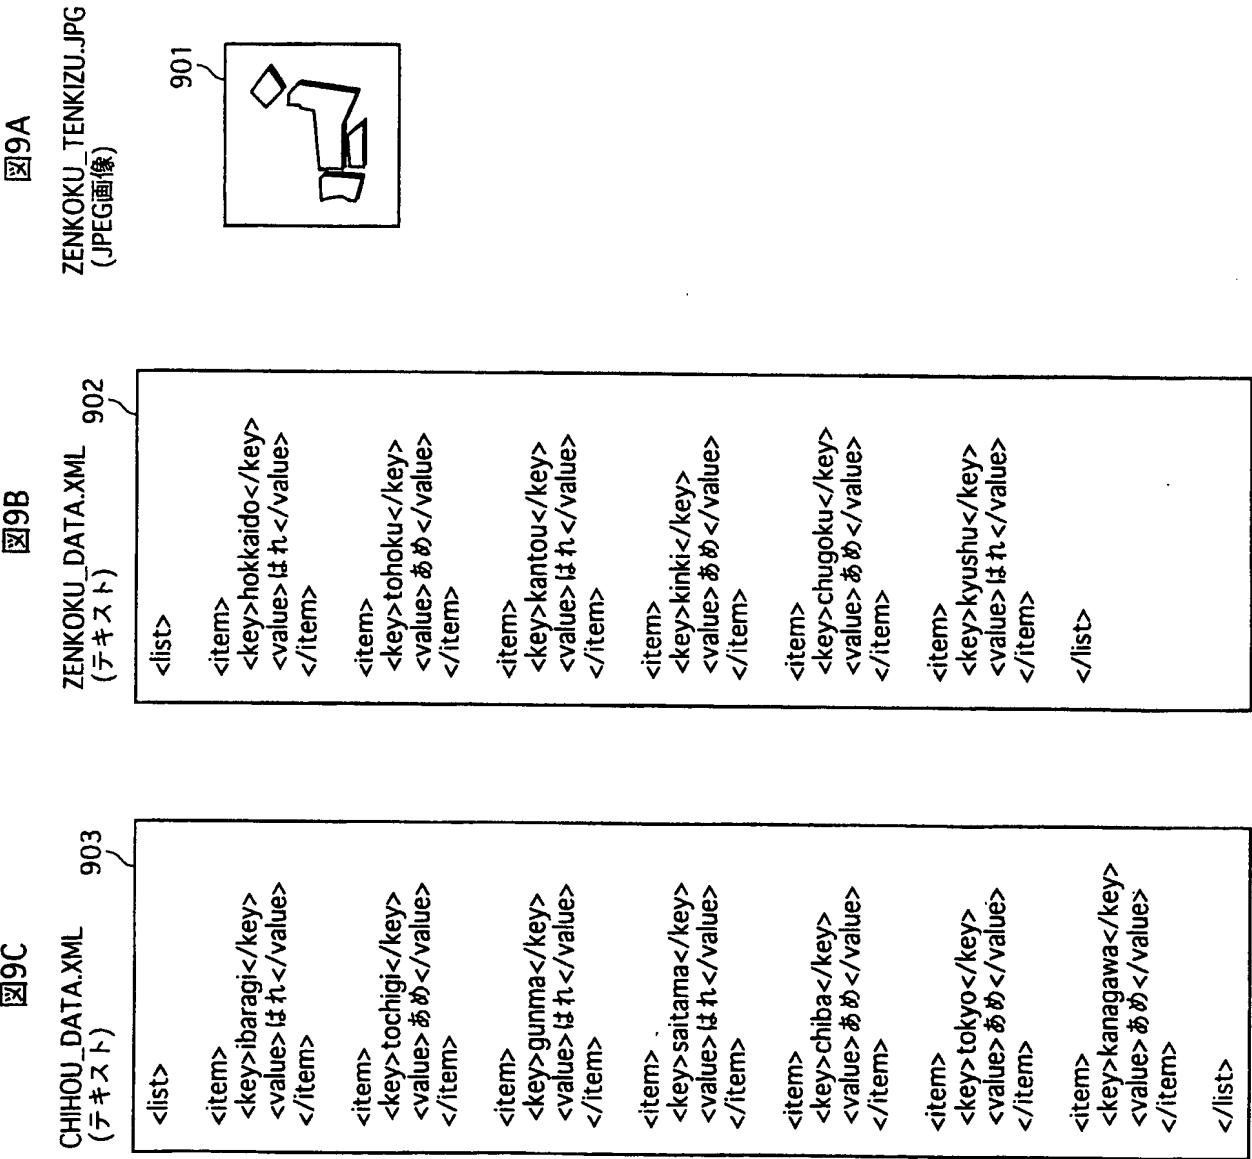 図9A
ZENKOKU_TENKIZU.JPG
(JPEG画像)
901
図9B
ZENKOKU_DATA.XML
(テキスト)
902
<list>
<item>
<key>hokkaido</key>
<value>はれ</value>
</item>
<item>
<key>tohoku</key>
<value>あめ</value>
</item>
<item>
<key>kantou</key>
<value>はれ</value>
</item>
<item>
<key>kinki</key>
<value>あめ</value>
</item>
<item>
<key>chugoku</key>
<value>あめ</value>
</item>
<item>
<key>kyushu</key>
<value>はれ</value>
</item>
</list>
図9C
CHIHOU_DATA.XML
(テキスト)
903
<list>
<item>
<key>ibaragi</key>
<value>はれ</value>
</item>
<item>
<key>tochigi</key>
<value>あめ</value>
</item>
<item>
<key>gunma</key>
<value>はれ</value>
</item>
<item>
<key>saitama</key>
<value>はれ</value>
</item>
<item>
<key>chiba</key>
<value>あめ</value>
</item>
<item>
<key>tokyo</key>
<value>あめ</value>
</item>
<item>
<key>kanagawa</key>
<value>あめ</value>
</item>
</list>